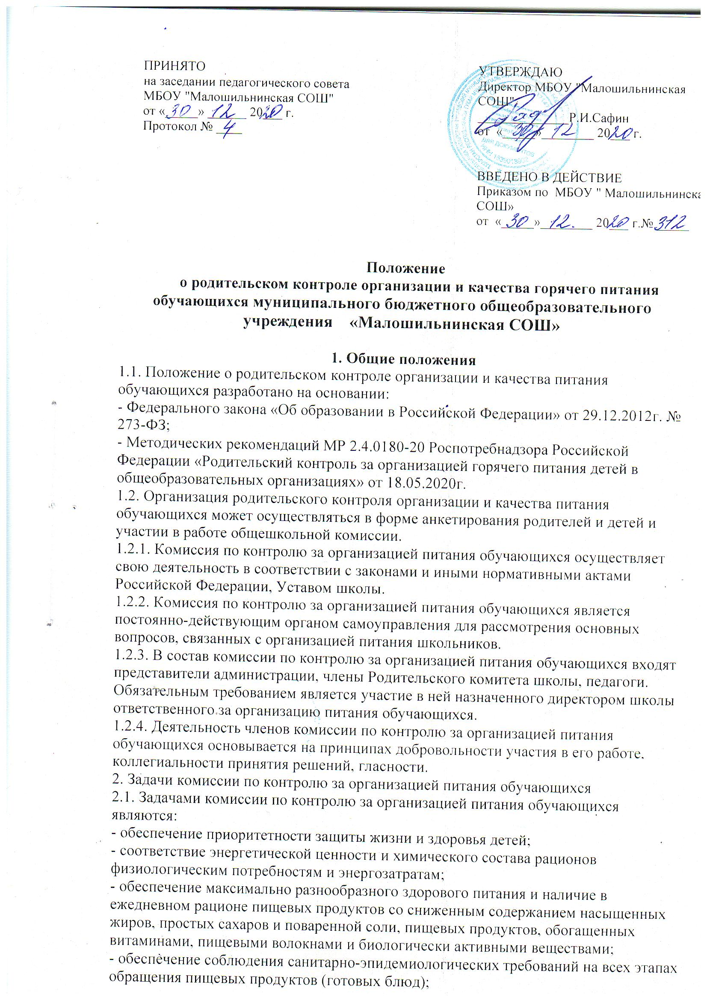 ПРИНЯТО
на заседании педагогического совета
МБОУ "Малошильнинская СОШ"
от « 30 » 12 2020 г.
Протокол № 4
УТВЕРЖДАЮ
Директор МБОУ "Малошильнинская
СОШ"
Р.И.Сафин
от « 30 » 12 2020 г.
ДЛЯ ДОКУМЕНТОВ
ВВЕДЕНО В ДЕЙСТВИЕ
Приказом по МБОУ " Малошильнинска
СОШ»
от « 30 » 12. 2020 г.№ 312
Положение
о родительском контроле организации и качества горячего питания
обучающихся муниципального бюджетного общеобразовательного
учреждения «Малошильнинская СОШ»
1. Общие положения
1.1. Положение о родительском контроле организации и качества питания
обучающихся разработано на основании:
- Федерального закона «Об образовании в Российской Федерации» от 29.12.2012г. №
273-ФЗ;
- Методических рекомендаций МР 2.4.0180-20 Роспотребнадзора Российской
Федерации «Родительский контроль за организацией горячего питания детей в
общеобразовательных организациях» от 18.05.2020г.
1.2. Организация родительского контроля организации и качества питания
обучающихся может осуществляться в форме анкетирования родителей и детей и
участии в работе общешкольной комиссии.
1.2.1. Комиссия по контролю за организацией питания обучающихся осуществляет
свою деятельность в соответствии с законами и иными нормативными актами
Российской Федерации, Уставом школы.
1.2.2. Комиссия по контролю за организацией питания обучающихся является
постоянно-действующим органом самоуправления для рассмотрения основных
вопросов, связанных с организацией питания школьников.
1.2.3. В состав комиссии по контролю за организацией питания обучающихся входят
представители администрации, члены Родительского комитета школы, педагоги.
Обязательным требованием является участие в ней назначенного директором школы
ответственного за организацию питания обучающихся.
1.2.4. Деятельность членов комиссии по контролю за организацией питания
обучающихся основывается на принципах добровольности участия в его работе,
коллегиальности принятия решений, гласности.
2. Задачи комиссии по контролю за организацией питания обучающихся
2.1. Задачами комиссии по контролю за организацией питания обучающихся
являются:
- обеспечение приоритетности защиты жизни и здоровья детей;
- соответствие энергетической ценности и химического состава рационов
физиологическим потребностям и энергозатратам;
- обеспечение максимально разнообразного здорового питания и наличие в
ежедневном рационе пищевых продуктов со сниженным содержанием насыщенных
жиров, простых сахаров и поваренной соли, пищевых продуктов, обогащенных
витаминами, пищевыми волокнами и биологически активными веществами;
- обеспечение соблюдения санитарно-эпидемиологических требований на всех этапах
обращения пищевых продуктов (готовых блюд);